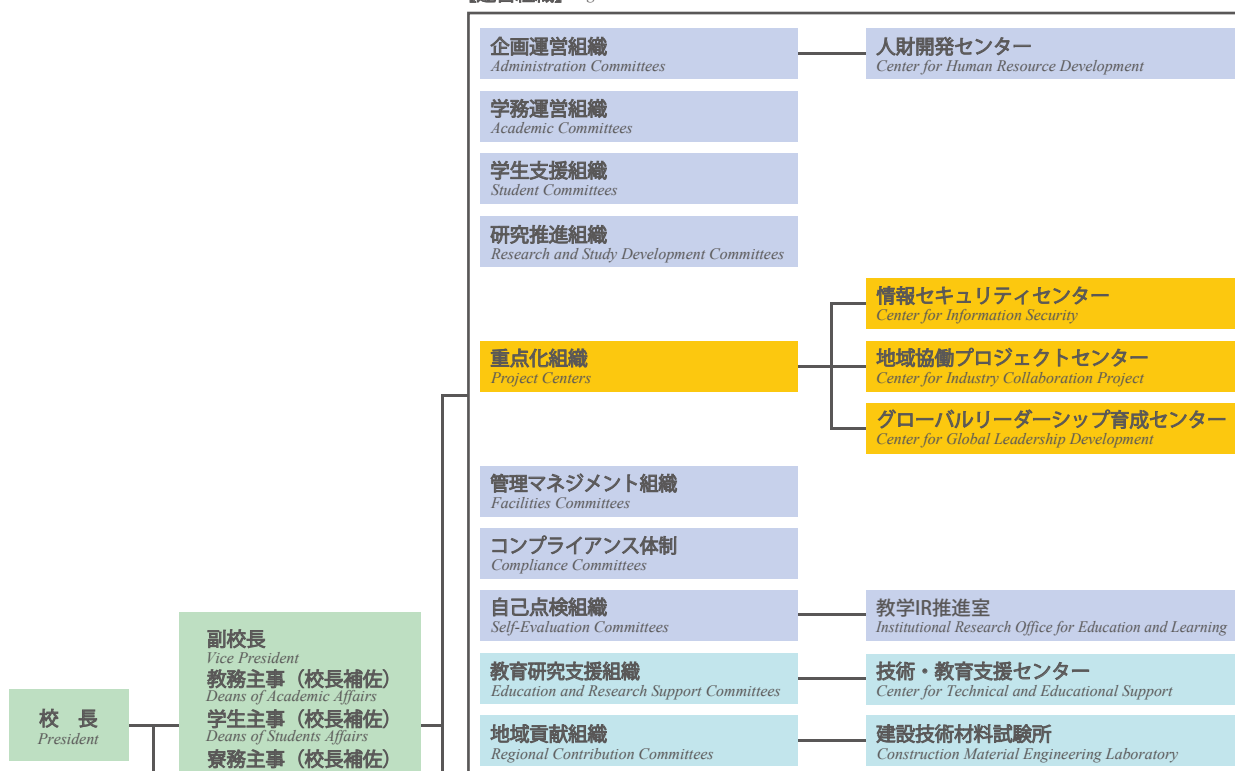 企画運営組織
Administration Committees
人財開発センター
Center for Human Resource Development
学務運営組織
Academic Committees
学生支援組織
Student Committees
研究推進組織
Research and Study Development Committees
情報セキュリティセンター
Center for Information Security
重点化組織
Project Centers
地域協働プロジェクトセンター
Center for Industry Collaboration Project
グローバルリーダーシップ育成センター
Center for Global Leadership Development
管理マネジメント組織
Facilities Committees
コンプライアンス体制
Compliance Committees
自己点検組織
Self-Evaluation Committees
教学IR推進室
Institutional Research Office for Education and Learning
教育研究支援組織
Education and Research Support Committees
技術・教育支援センター
Center for Technical and Educational Support
地域貢献組織
Regional Contribution Committees
建設技術材料試験所
Construction Material Engineering Laboratory
校 長
President
副校長
Vice President
教務主事（校長補佐）
Deans of Academic Affairs
学生主事（校長補佐）
Deans of Students Affairs
寮務主事（校長補佐）